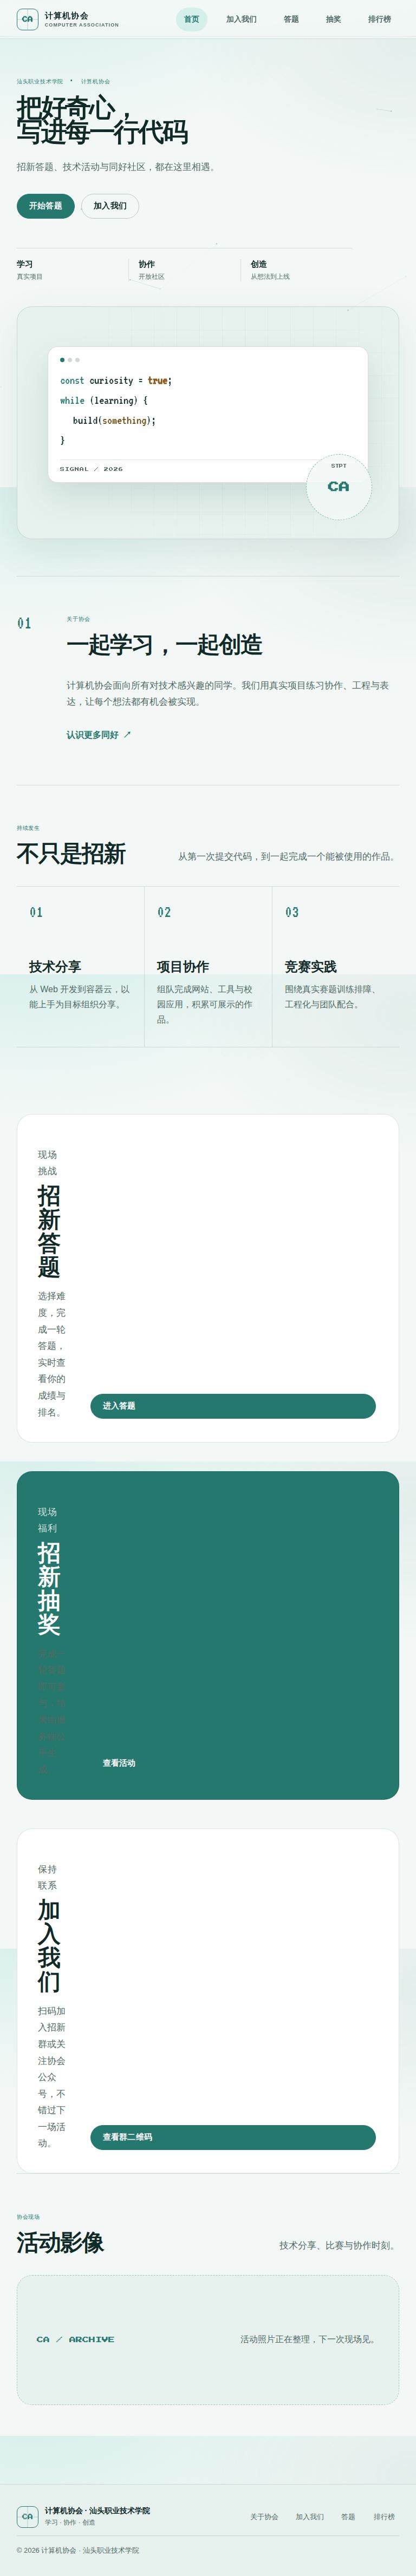 CA
计算机协会
COMPUTER ASSOCIATION
首页
加入我们
答题
抽奖
排行榜
汕头职业技术学院 • 计算机协会
把好奇心，
写进每一行代码
招新答题、技术活动与同好社区，都在这里相遇。
开始答题
加入我们
学习
真实项目
协作
开放社区
创造
从想法到上线
const curiosity = true;
while (learning) {
build(something);
}
SIGNAL / 2026
STPT
CA
01
关于协会
一起学习，一起创造
计算机协会面向所有对技术感兴趣的同学。我们用真实项目练习协作、工程与表
达，让每个想法都有机会被实现。
认识更多同好 ↗
持续发生
不只是招新
从第一次提交代码，到一起完成一个能被使用的作品。
01
技术分享
从 Web 开发到容器云，以
能上手为目标组织分享。
02
项目协作
组队完成网站、工具与校
园应用，积累可展示的作
品。
03
竞赛实践
围绕真实赛题训练排障、
工程化与团队配合。
现场
挑战
招
新
答
题
选择难
度，完
成一轮
答题，
实时查
看你的
成绩与
排名。
进入答题
现场
福利
招
新
抽
奖
查看活动
保持
联系
加
入
我
们
扫码加
入招新
群或关
注协会
公众
号，不
错过下
一场活
动。
查看群二维码
协会现场
活动影像
技术分享、比赛与协作时刻。
CA / ARCHIVE
活动照片正在整理，下一次现场见。
CA
计算机协会 · 汕头职业技术学院
学习 · 协作 · 创造
关于协会
加入我们
答题
排行榜
© 2026 计算机协会 · 汕头职业技术学院